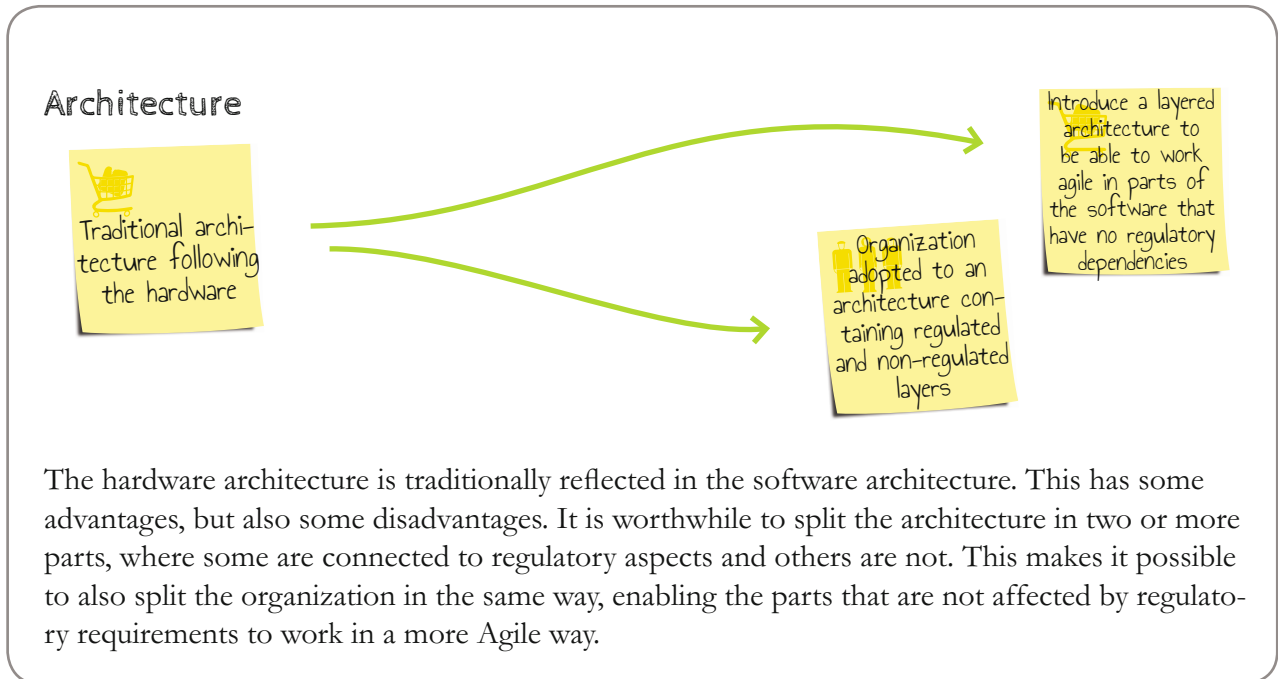 Architecture
Traditional archi-
tecture following
the hardware
Introduce a layered
architecture to
be able to work
agile in parts of
the software that
have no regulatory
dependencies
Organization
adopted to an
architecture con-
taining regulated
and non-regulated
layers
The hardware architecture is traditionally reflected in the software architecture. This has some
advantages, but also some disadvantages. It is worthwhile to split the architecture in two or more
parts, where some are connected to regulatory aspects and others are not. This makes it possible
to also split the organization in the same way, enabling the parts that are not affected by regulato-
ry requirements to work in a more Agile way.